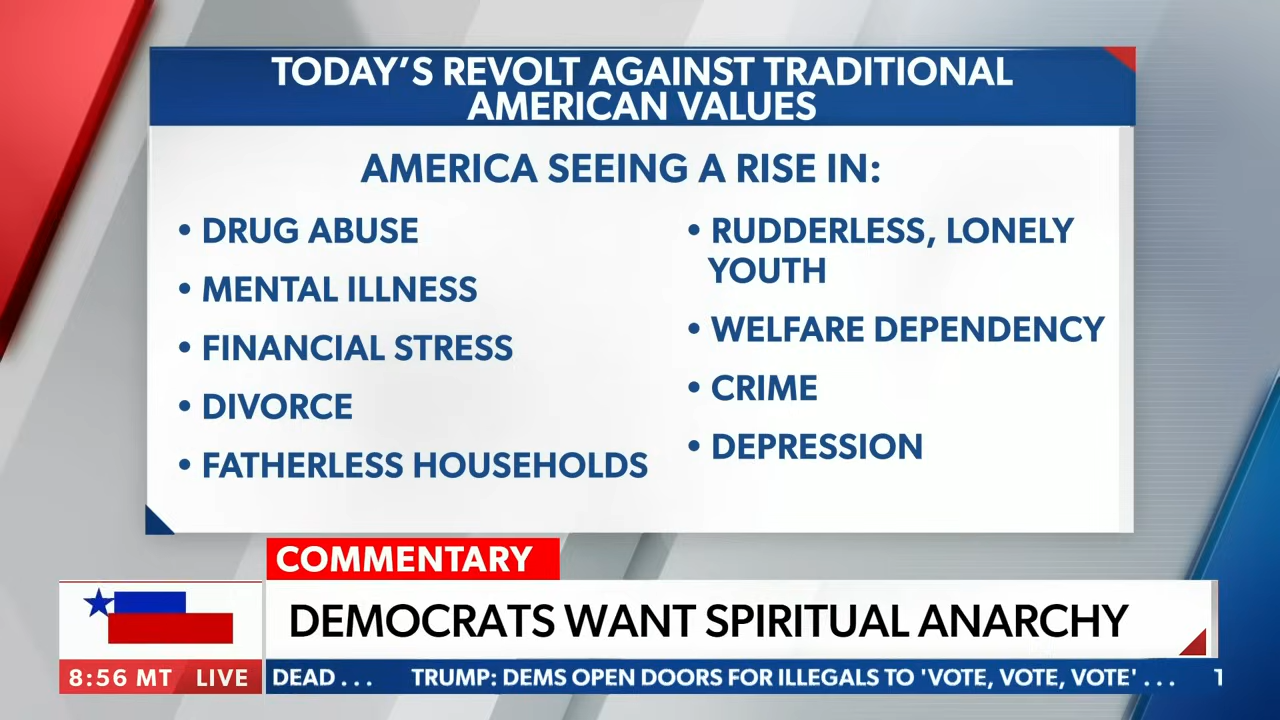 TODAY’S REVOLT AGAINST TRADITIONAL
AMERICAN VALUES
AMERICA SEEING A RISE IN:
• DRUG ABUSE
• MENTAL ILLNESS
• FINANCIAL STRESS
• DIVORCE
• FATHERLESS HOUSEHOLDS
• RUDDERLESS, LONELY
YOUTH
• WELFARE DEPENDENCY
• CRIME
• DEPRESSION
COMMENTARY
DEMOCRATS WANT SPIRITUAL ANARCHY
8:56 MT LIVE
DEAD . . . TRUMP: DEMS OPEN DOORS FOR ILLEGALS TO 'VOTE, VOTE, VOTE' . . .